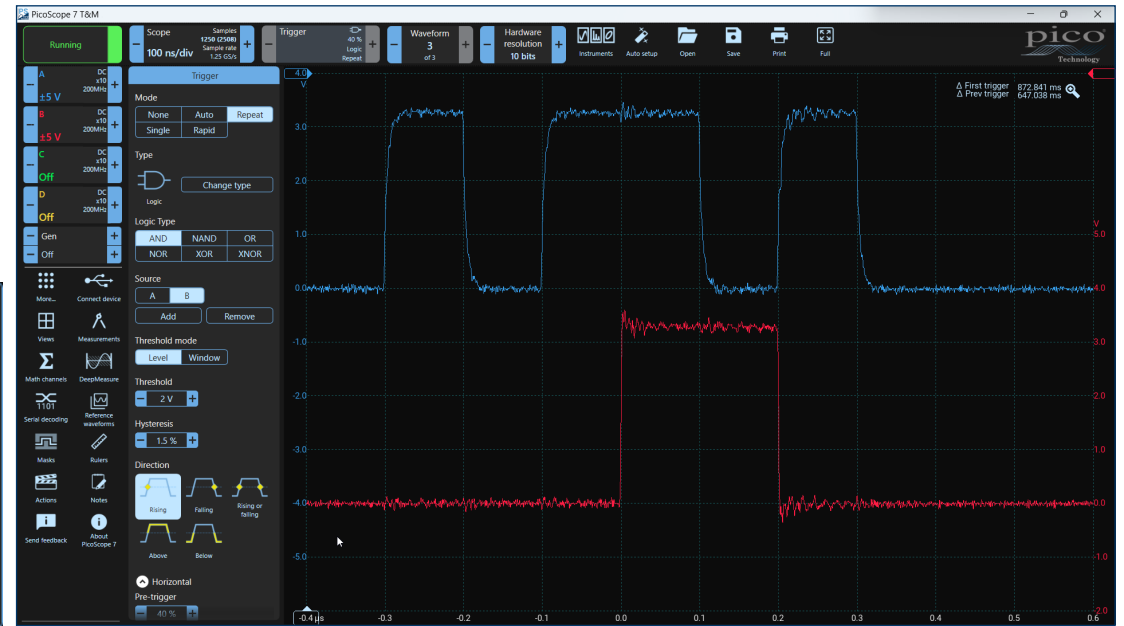 PicoScope 7 T&M
Running
Scope
Samples
1250 (2508)
Sample rate
1.25 GS/s
100 ns/div
Trigger
40 %
Logic
Repeat
Waveform
3
of 3
Hardware
resolution
10 bits
Instruments
Auto setup
Open
Save
Print
Full
pico
Technology
A
DC
x10
200MHz
±5 V
B
DC
x10
200MHz
±5 V
C
DC
x10
200MHz
Off
D
DC
x10
200MHz
Off
Gen
Off
More...
Connect device
Views
Measurements
Math channels
DeepMeasure
1101
Serial decoding
Reference
waveforms
Masks
Rulers
Actions
Notes
Send feedback
About
PicoScope 7
Trigger
Mode
None Auto Repeat
Single Rapid
Type
Logic
Change type
Logic Type
AND NAND OR
NOR XOR XNOR
Source
A B
Add Remove
Threshold mode
Level Window
Threshold
2 V
Hysteresis
1.5 %
Direction
Rising Falling Rising or
falling
Above Below
Horizontal
Pre-trigger
40 %
Δ First trigger 872.841 ms
Δ Prev trigger 647.038 ms
4.0
V
3.0
2.0
1.0
0.0
-1.0
-2.0
-3.0
-4.0
-5.0
V
5.0
4.0
3.0
2.0
1.0
0.0
-1.0
-2.0
-0.4 µs -0.3 -0.2 -0.1 0.0 0.1 0.2 0.3 0.4 0.5 0.6